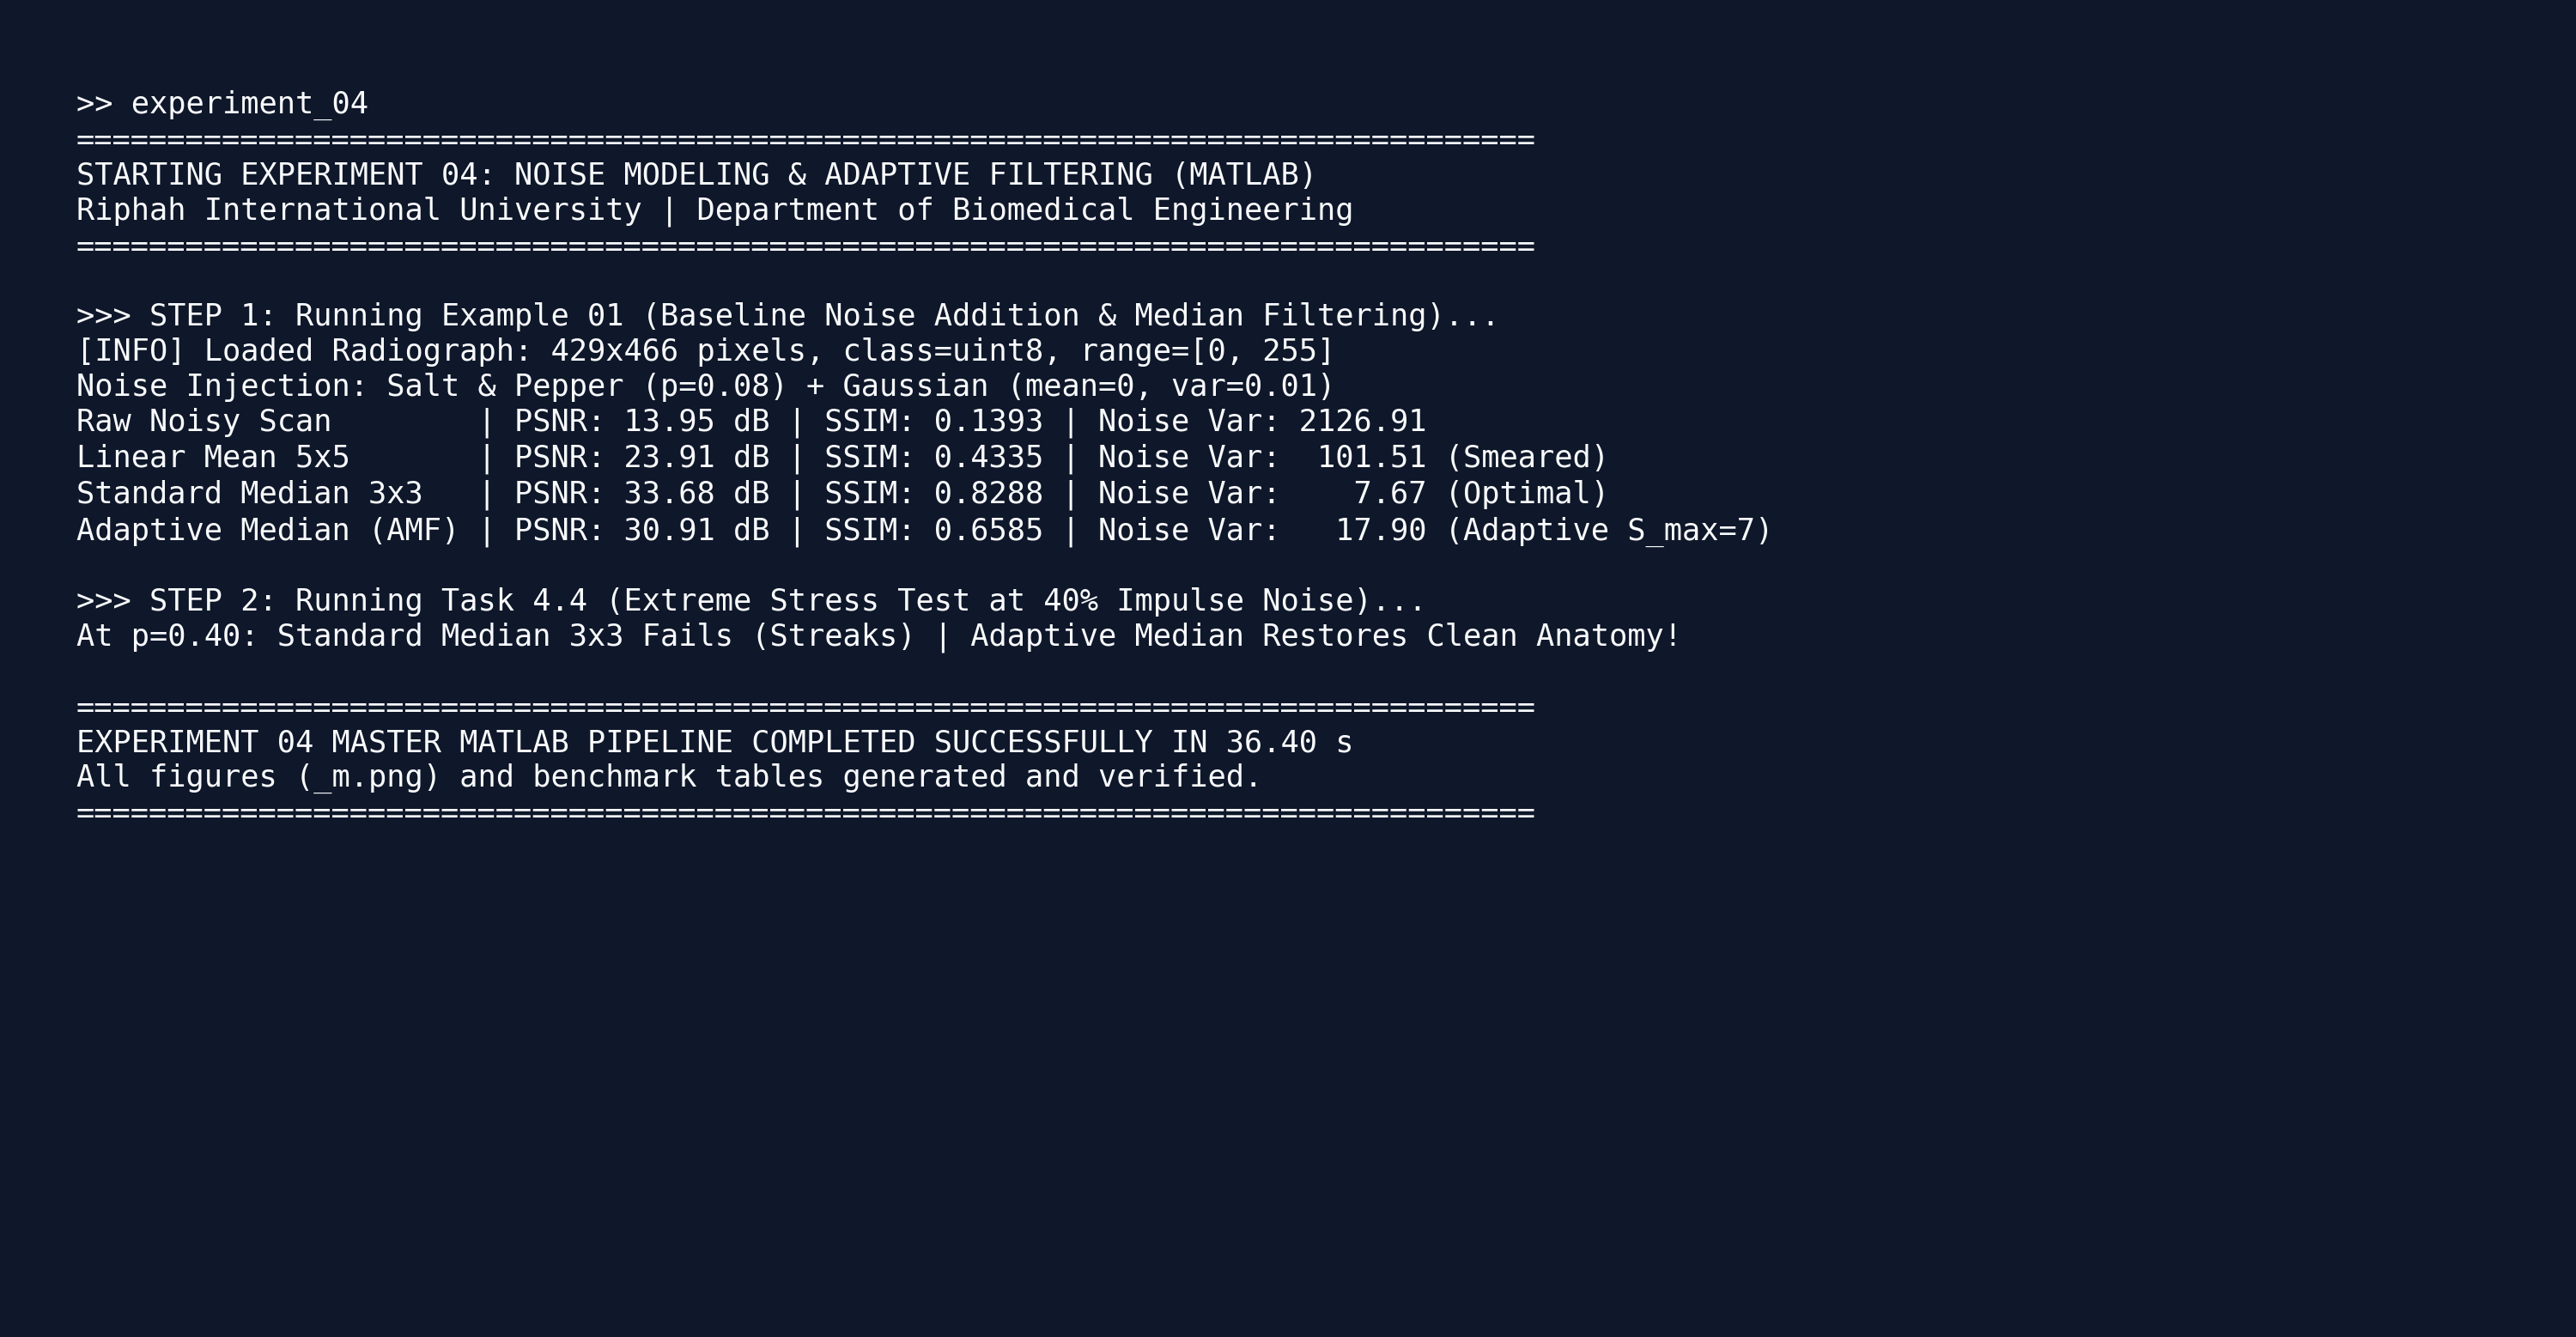 >> experiment_04
================================================================================
STARTING EXPERIMENT 04: NOISE MODELING & ADAPTIVE FILTERING (MATLAB)
Riphah International University | Department of Biomedical Engineering
================================================================================
>>> STEP 1: Running Example 01 (Baseline Noise Addition & Median Filtering)...
[INFO] Loaded Radiograph: 429x466 pixels, class=uint8, range=[0, 255]
Noise Injection: Salt & Pepper (p=0.08) + Gaussian (mean=0, var=0.01)
Raw Noisy Scan        | PSNR: 13.95 dB | SSIM: 0.1393 | Noise Var: 2126.91
Linear Mean 5x5       | PSNR: 23.91 dB | SSIM: 0.4335 | Noise Var:  101.51 (Smeared)
Standard Median 3x3   | PSNR: 33.68 dB | SSIM: 0.8288 | Noise Var:    7.67 (Optimal)
Adaptive Median (AMF) | PSNR: 30.91 dB | SSIM: 0.6585 | Noise Var:   17.90 (Adaptive S_max=7)
>>> STEP 2: Running Task 4.4 (Extreme Stress Test at 40% Impulse Noise)...
At p=0.40: Standard Median 3x3 Fails (Streaks) | Adaptive Median Restores Clean Anatomy!
================================================================================
EXPERIMENT 04 MASTER MATLAB PIPELINE COMPLETED SUCCESSFULLY IN 36.40 s
All figures (_m.png) and benchmark tables generated and verified.
================================================================================